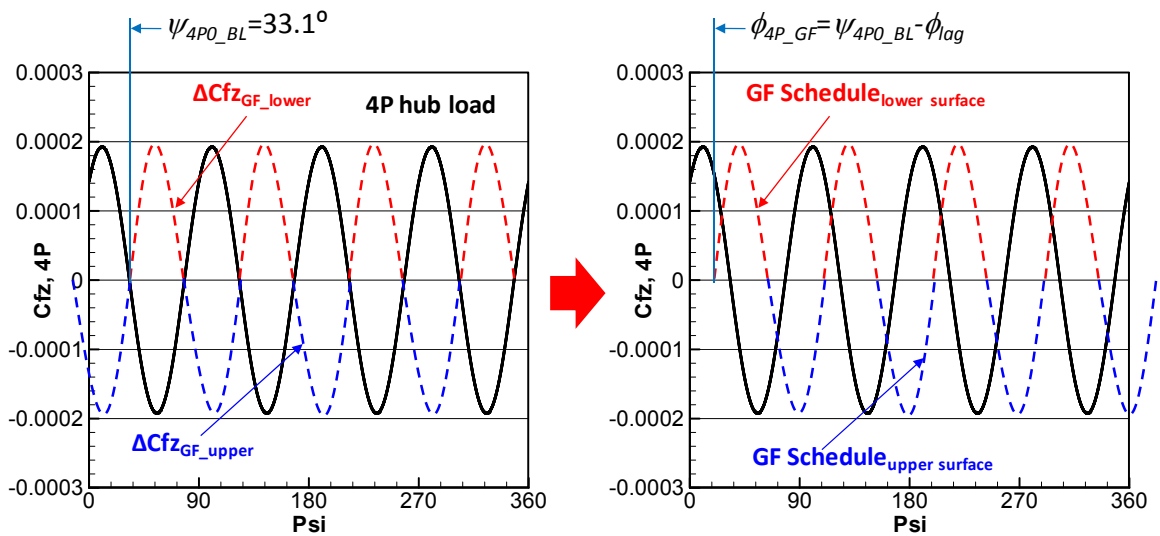 ψ4P0_BL=33.1º
0.0003
0.0002
0.0001
0
-0.0001
-0.0002
-0.0003
Cfz, 4P
ΔCfzGF_lower
4P hub load
ΔCfzGF_upper
0 90 180 270 360
Psi
ϕ4P_GF=ψ4P0_BL-ϕlag
0.0003
0.0002
0.0001
0
-0.0001
-0.0002
-0.0003
Cfz, 4P
GF Schedulelower surface
GF Scheduleupper surface
0 90 180 270 360
Psi